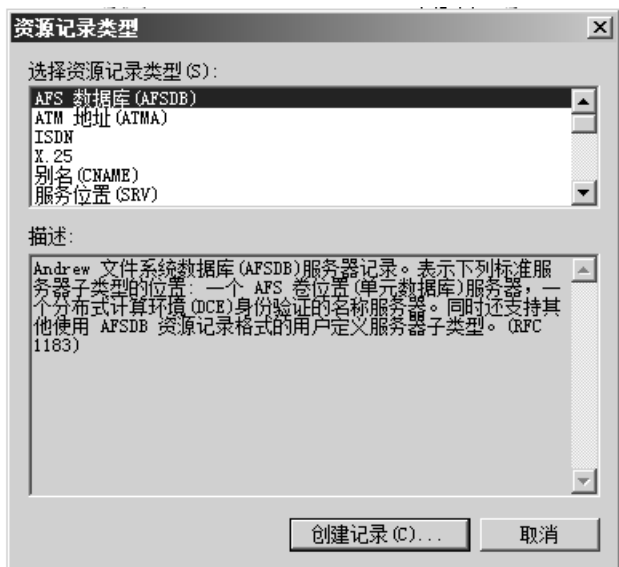 资源记录类型
选择资源记录类型(S):
AFS 数据库(AFSDB)
ATM 地址(ATMA)
ISDN
X.25
别名(CNAME)
服务位置(SRV)
描述:
Andrew 文件系统数据库(AFSDB)服务器记录。表示下列标准服
务器子类型的位置: 一个 AFS 卷位置(单元数据库)服务器，一
个分布式计算环境(DCE)身份验证的名称服务器。同时还支持其
他使用 AFSDB 资源记录格式的用户定义服务器子类型。(RFC
1183)
创建记录(C)...
取消